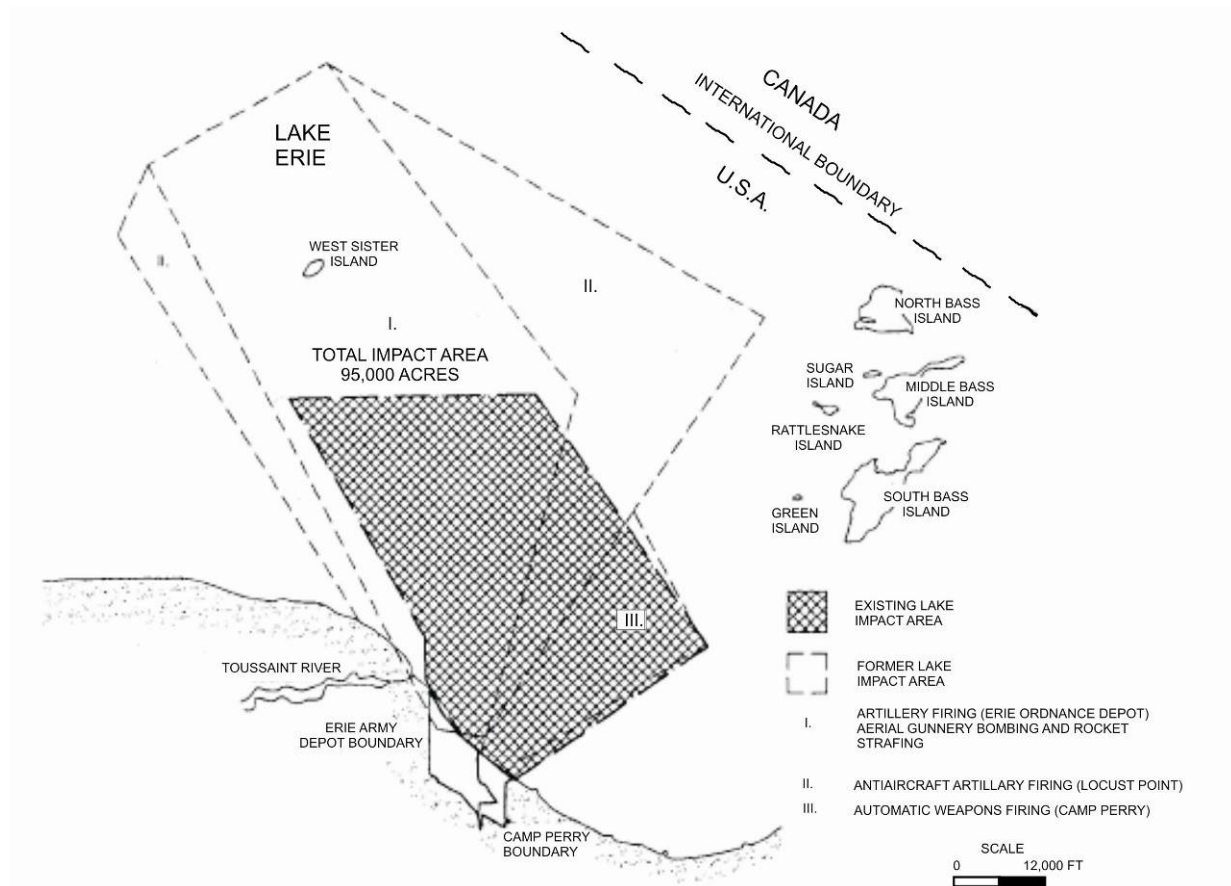 CANADA
INTERNATIONAL BOUNDARY
U.S.A.
LAKE
ERIE
WEST SISTER
ISLAND
II.
II.
I.
TOTAL IMPACT AREA
95,000 ACRES
NORTH BASS
ISLAND
SUGAR
ISLAND
MIDDLE BASS
ISLAND
RATTLESNAKE
ISLAND
SOUTH BASS
ISLAND
GREEN
ISLAND
III.
TOUSSAINT RIVER
ERIE ARMY
DEPOT BOUNDARY
CAMP PERRY
BOUNDARY
EXISTING LAKE
IMPACT AREA
FORMER LAKE
IMPACT AREA
I. ARTILLERY FIRING (ERIE ORDNANCE DEPOT)
AERIAL GUNNERY BOMBING AND ROCKET
STRAFING
II. ANTIAIRCRAFT ARTILLARY FIRING (LOCUST POINT)
III. AUTOMATIC WEAPONS FIRING (CAMP PERRY)
SCALE
0 12,000 FT